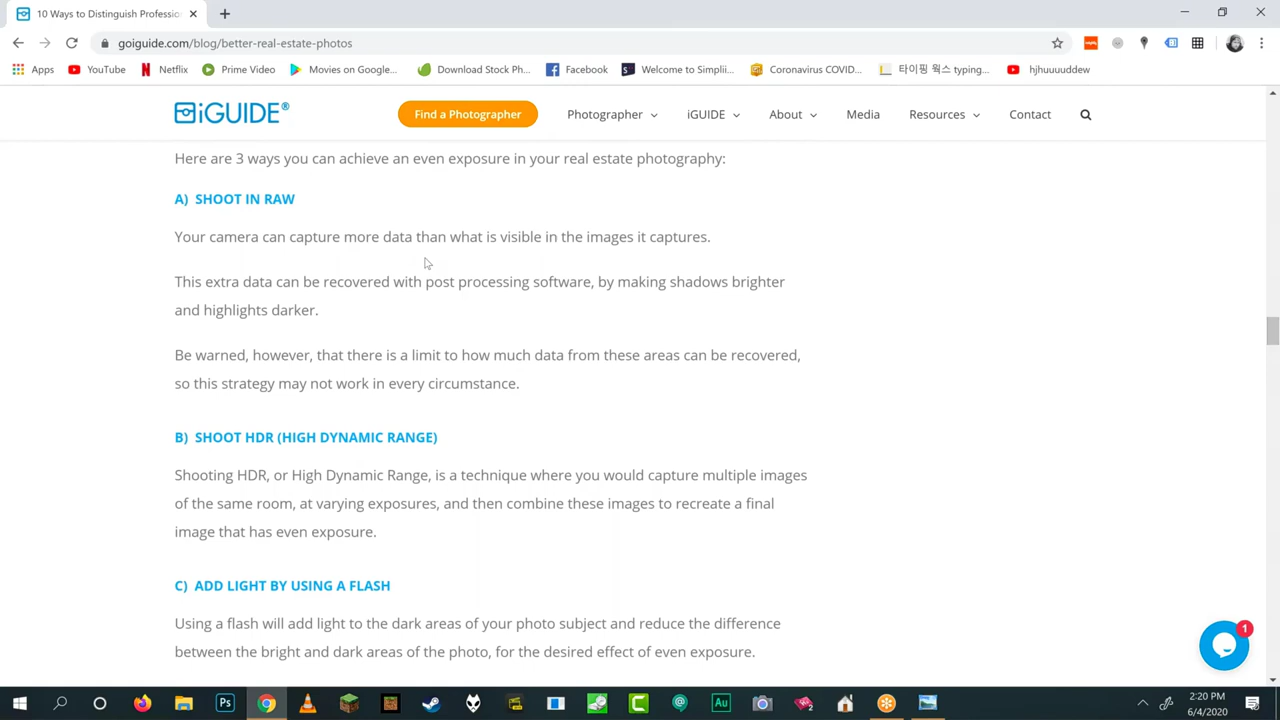 10 Ways to Distinguish Professio
goiguide.com/blog/better-real-estate-photos
Apps YouTube Netflix Prime Video Movies on Google... Download Stock Ph... Facebook Welcome to Simplii... Coronavirus COVID... 타이핑 웍스 typing... hjhuuuuddew
iGUIDE® Find a Photographer Photographer iGUIDE About Media Resources Contact
Here are 3 ways you can achieve an even exposure in your real estate photography:
A) SHOOT IN RAW
Your camera can capture more data than what is visible in the images it captures.
This extra data can be recovered with post processing software, by making shadows brighter
and highlights darker.
Be warned, however, that there is a limit to how much data from these areas can be recovered,
so this strategy may not work in every circumstance.
B) SHOOT HDR (HIGH DYNAMIC RANGE)
Shooting HDR, or High Dynamic Range, is a technique where you would capture multiple images
of the same room, at varying exposures, and then combine these images to recreate a final
image that has even exposure.
C) ADD LIGHT BY USING A FLASH
Using a flash will add light to the dark areas of your photo subject and reduce the difference
between the bright and dark areas of the photo, for the desired effect of even exposure.
1
Ps Au
2:20 PM
6/4/2020